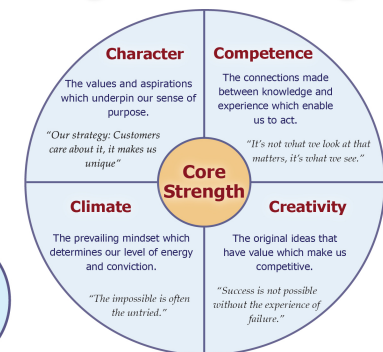 Character
The values and aspirations
which underpin our sense of
purpose.
"Our strategy: Customers
care about it, it makes us
unique"
Competence
The connections made
between knowledge and
experience which enable
us to act.
"It's not what we look at that
matters, it's what we see."
Core
Strength
Climate
The prevailing mindset which
determines our level of energy
and conviction.
"The impossible is often
the untried."
Creativity
The original ideas that
have value which make us
competitive.
"Success is not possible
without the experience of
failure."